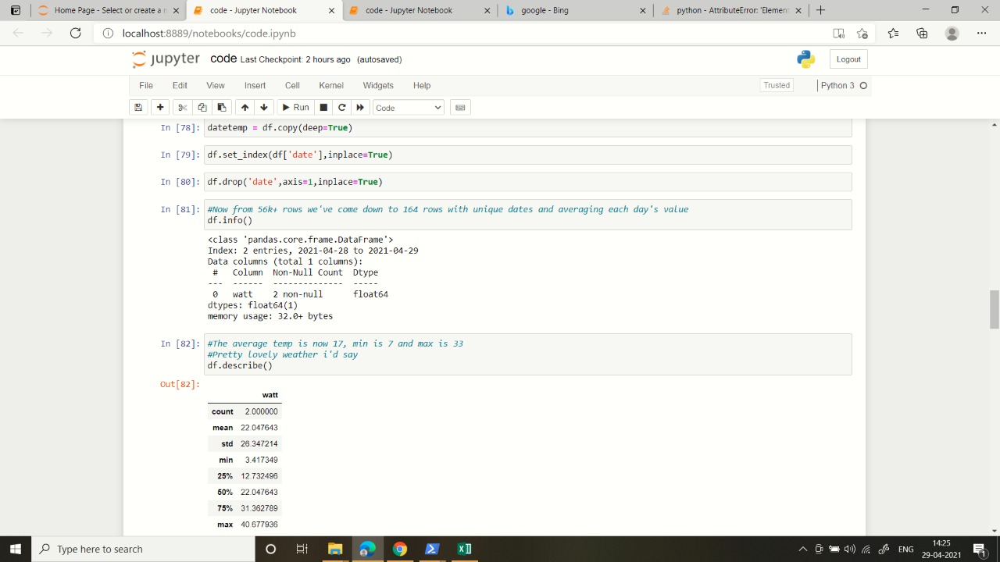 Home Page - Select or create a n
code - Jupyter Notebook
code - Jupyter Notebook
google - Bing
python - AttributeError: 'Element
localhost:8889/notebooks/code.ipynb
jupyter code Last Checkpoint: 2 hours ago (autosaved)
Logout
File Edit View Insert Cell Kernel Widgets Help
Trusted
Python 3
Run
Code
In [78]: datetemp = df.copy(deep=True)
In [79]: df.set_index(df['date'],inplace=True)
In [80]: df.drop('date',axis=1,inplace=True)
In [81]: #Now from 56k+ rows we've come down to 164 rows with unique dates and averaging each day's value
df.info()
<class 'pandas.core.frame.DataFrame'>
Index: 2 entries, 2021-04-28 to 2021-04-29
Data columns (total 1 columns):
# Column Non-Null Count Dtype
--- ------ -------------- -----
0 watt 2 non-null float64
dtypes: float64(1)
memory usage: 32.0+ bytes
In [82]: #The average temp is now 17, min is 7 and max is 33
#Pretty lovely weather i'd say
df.describe()
Out[82]:
watt
count 2.000000
mean 22.047643
std 26.347214
min 3.417349
25% 12.732496
50% 22.047643
75% 31.362789
max 40.677936
Type here to search
ENG
14:25
29-04-2021
1